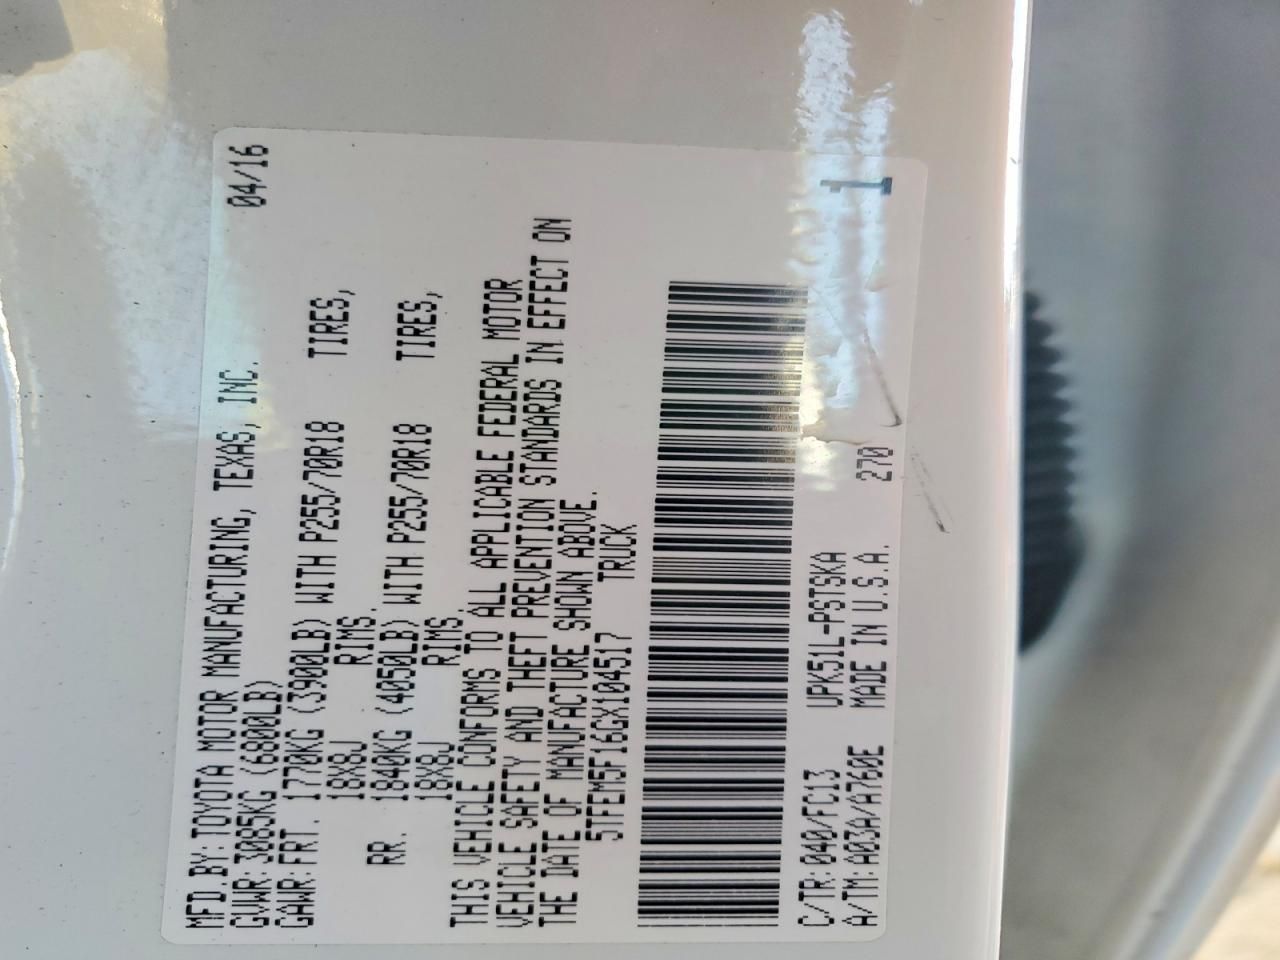 MFD BY:TOYOTA MOTOR MANUFACTURING, TEXAS, INC. 04/16
GVWR:3085KG (6800LB)
GAWR:FRT. 1770KG (3900LB) WITH P255/70R18 TIRES,
18X8J RIMS.
RR. 1840KG (4050LB) WITH P255/70R18 TIRES,
18X8J RIMS.
THIS VEHICLE CONFORMS TO ALL APPLICABLE FEDERAL MOTOR
VEHICLE SAFETY AND THEFT PREVENTION STANDARDS IN EFFECT ON
THE DATE OF MANUFACTURE SHOWN ABOVE.
5TFEM5F16GX104517 TRUCK
C/TR:040/FC13 UPK51L-PSTSKA
A/TM:A03A/A760E MADE IN U.S.A. 270